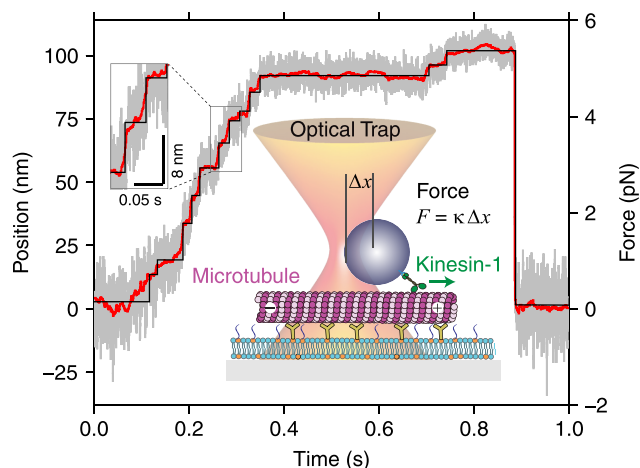 Position (nm)
100
75
50
25
0
−25
0.05 s
8 nm
Optical Trap
Δx
Force
F = κ Δx
Kinesin-1
Microtubule
−
+
6
4
2
0
−2
Force (pN)
0.0 0.2 0.4 0.6 0.8 1.0
Time (s)